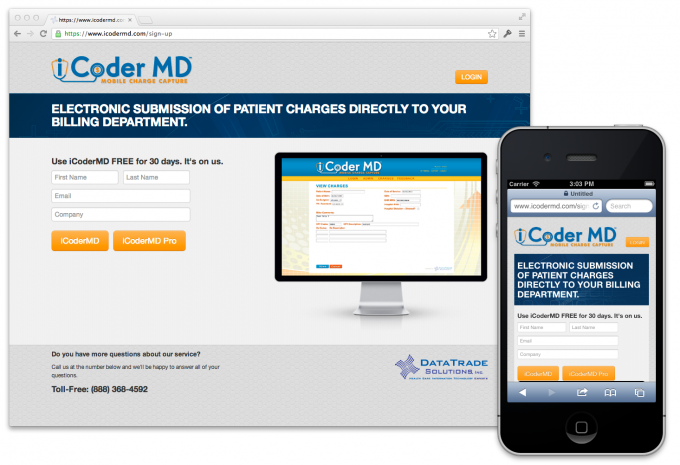 https://www.icodermd.co
https://www.icodermd.com/sign-up
iCoder MD™
MOBILE CHARGE CAPTURE
LOGIN
ELECTRONIC SUBMISSION OF PATIENT CHARGES DIRECTLY TO YOUR
BILLING DEPARTMENT.
Use iCoderMD FREE for 30 days. It's on us.
First Name
Last Name
Email
Company
iCoderMD
iCoderMD Pro
iCoder MD
VIEW CHARGES
Do you have more questions about our service?
Call us at the number below and we'll be happy to answer all of your
questions.
Toll-Free: (888) 368-4592
DATATRADE
SOLUTIONS, INC.
Carrier
3:03 PM
Untitled
www.icodermd.com/sig
Search
iCoder MD™
MOBILE CHARGE CAPTURE
LOGIN
ELECTRONIC SUBMISSION
OF PATIENT CHARGES
DIRECTLY TO YOUR BILLING
DEPARTMENT.
Use iCoderMD FREE for 30 days. It's on us.
First Name
Last Name
Email
Company
iCoderMD
iCoderMD Pro